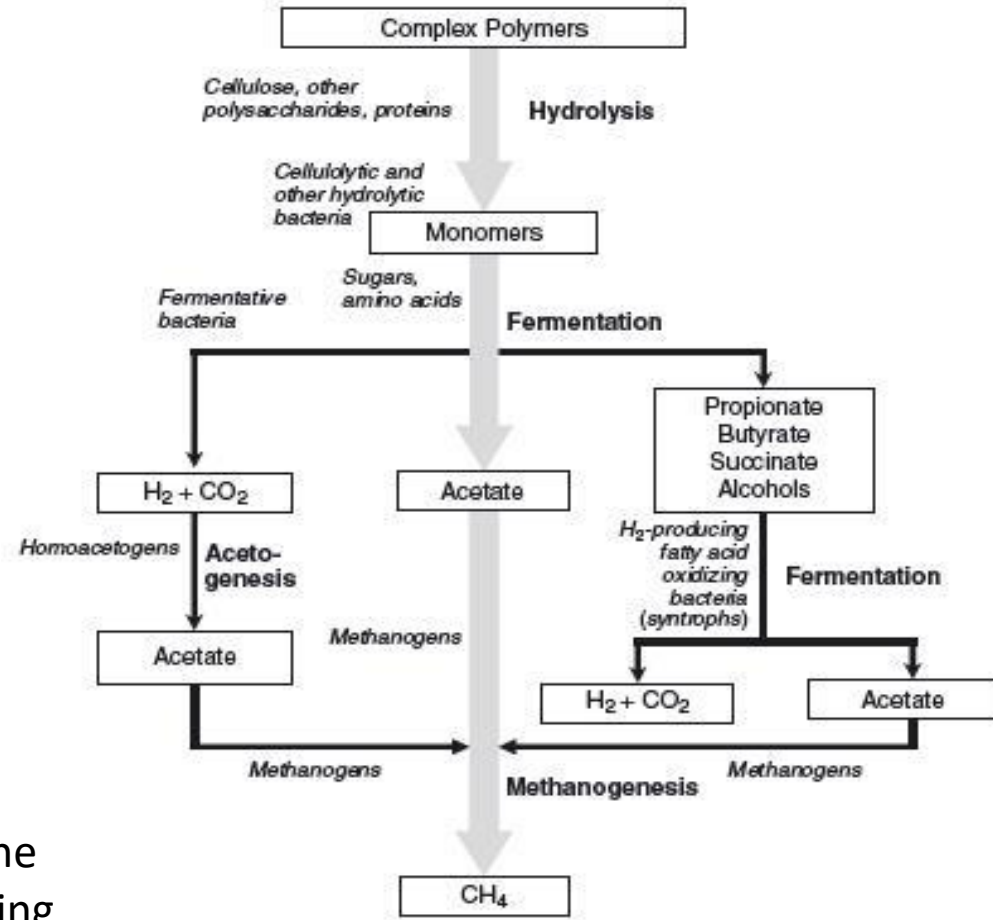 Complex Polymers
Cellulose, other
polysaccharides, proteins
Hydrolysis
Cellulolytic and
other hydrolytic
bacteria
Monomers
Sugars,
amino acids
Fermentative
bacteria
Fermentation
Propionate
Butyrate
Succinate
Alcohols
H₂ + CO₂
Acetate
Homoacetogens
Aceto-
genesis
H₂-producing
fatty acid
oxidizing
bacteria
(syntrophs)
Fermentation
Methanogens
Acetate
H₂ + CO₂
Acetate
Methanogens
Methanogens
Methanogenesis
CH₄